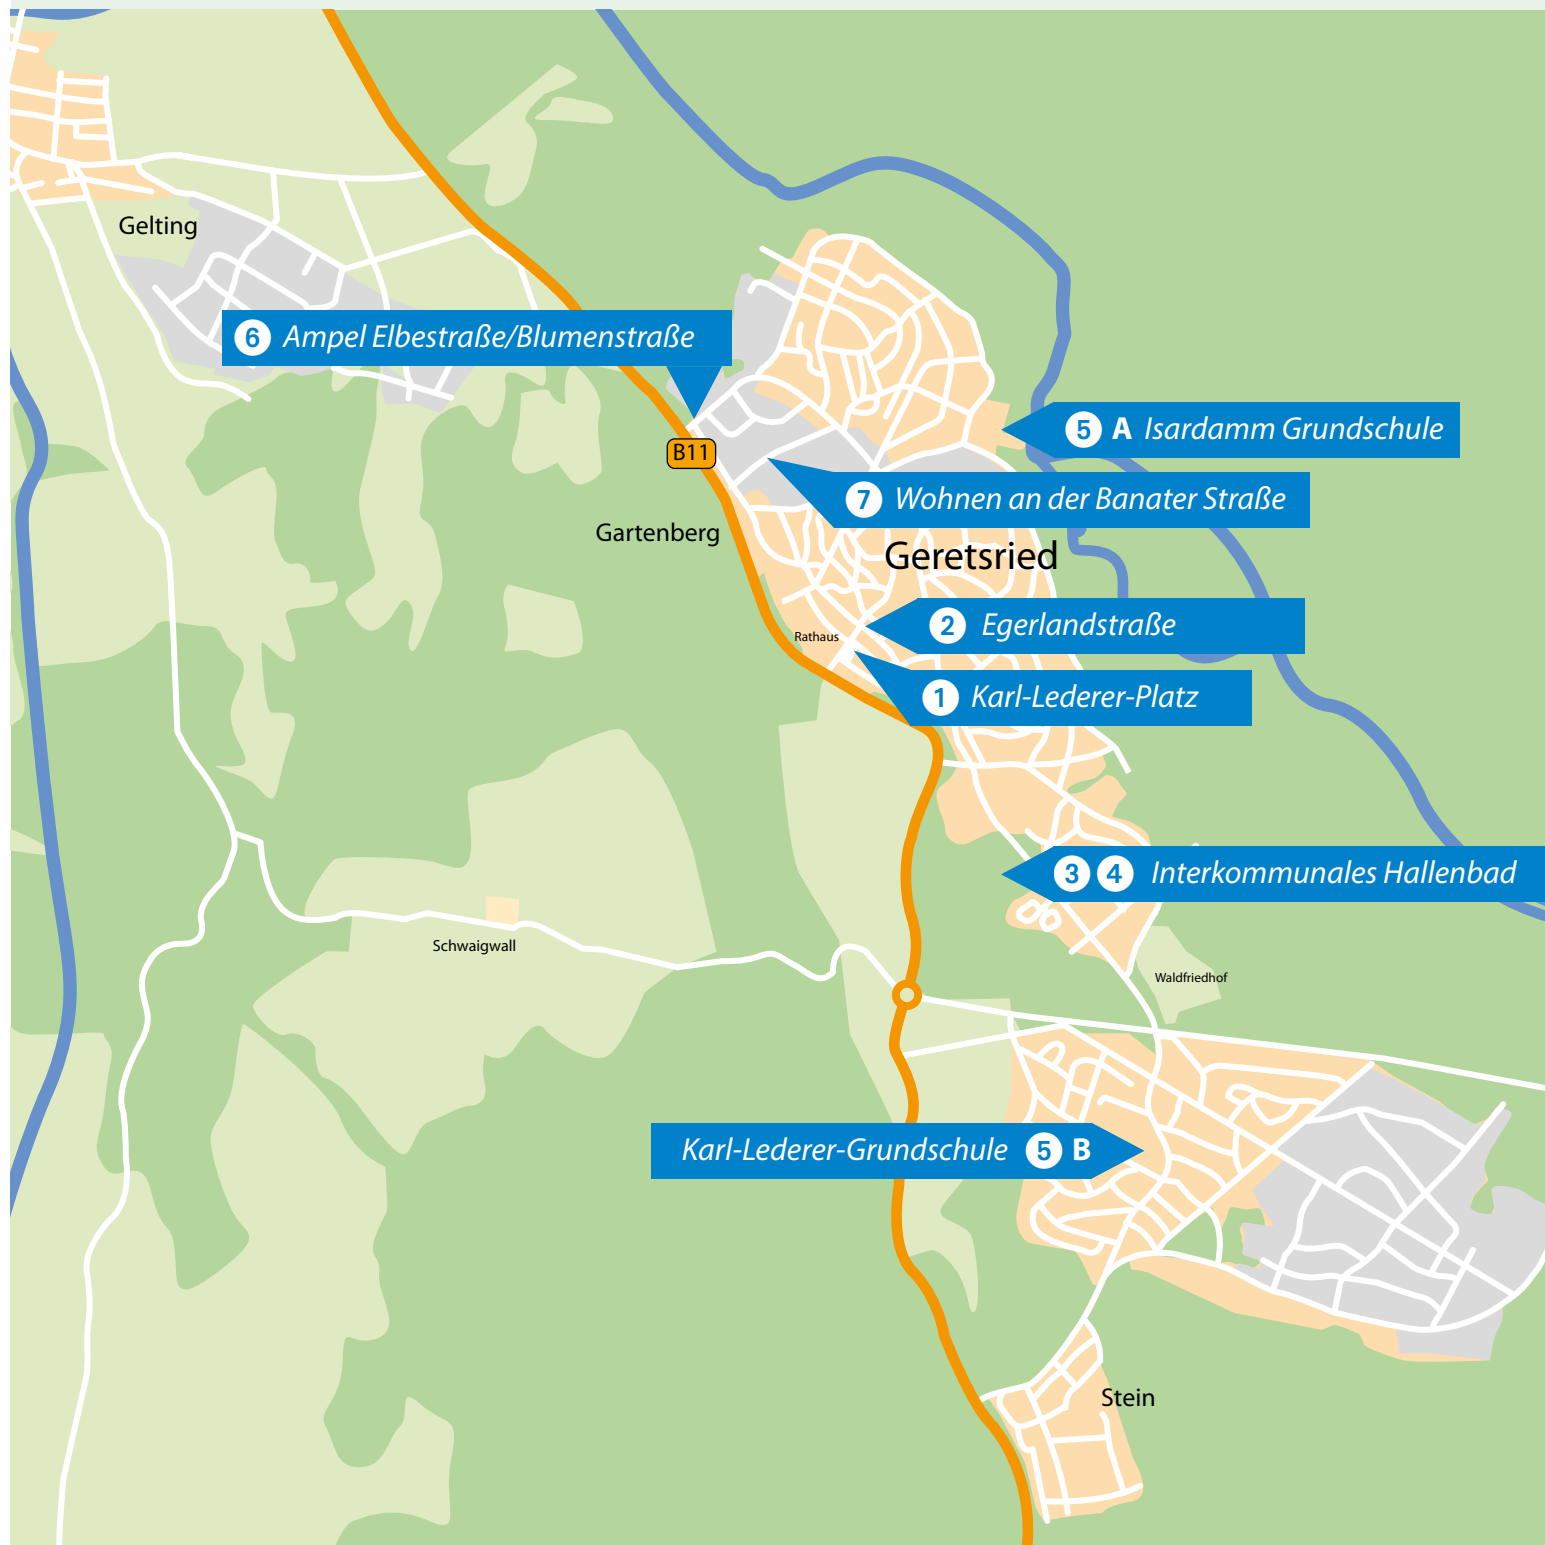 Gelting
6 Ampel Elbestraße/Blumenstraße
5 A Isardamm Grundschule
B11
7 Wohnen an der Banater Straße
Gartenberg
Geretsried
2 Egerlandstraße
Rathaus
1 Karl-Lederer-Platz
3 4 Interkommunales Hallenbad
Schwaigwall
Waldfriedhof
Karl-Lederer-Grundschule 5 B
Stein